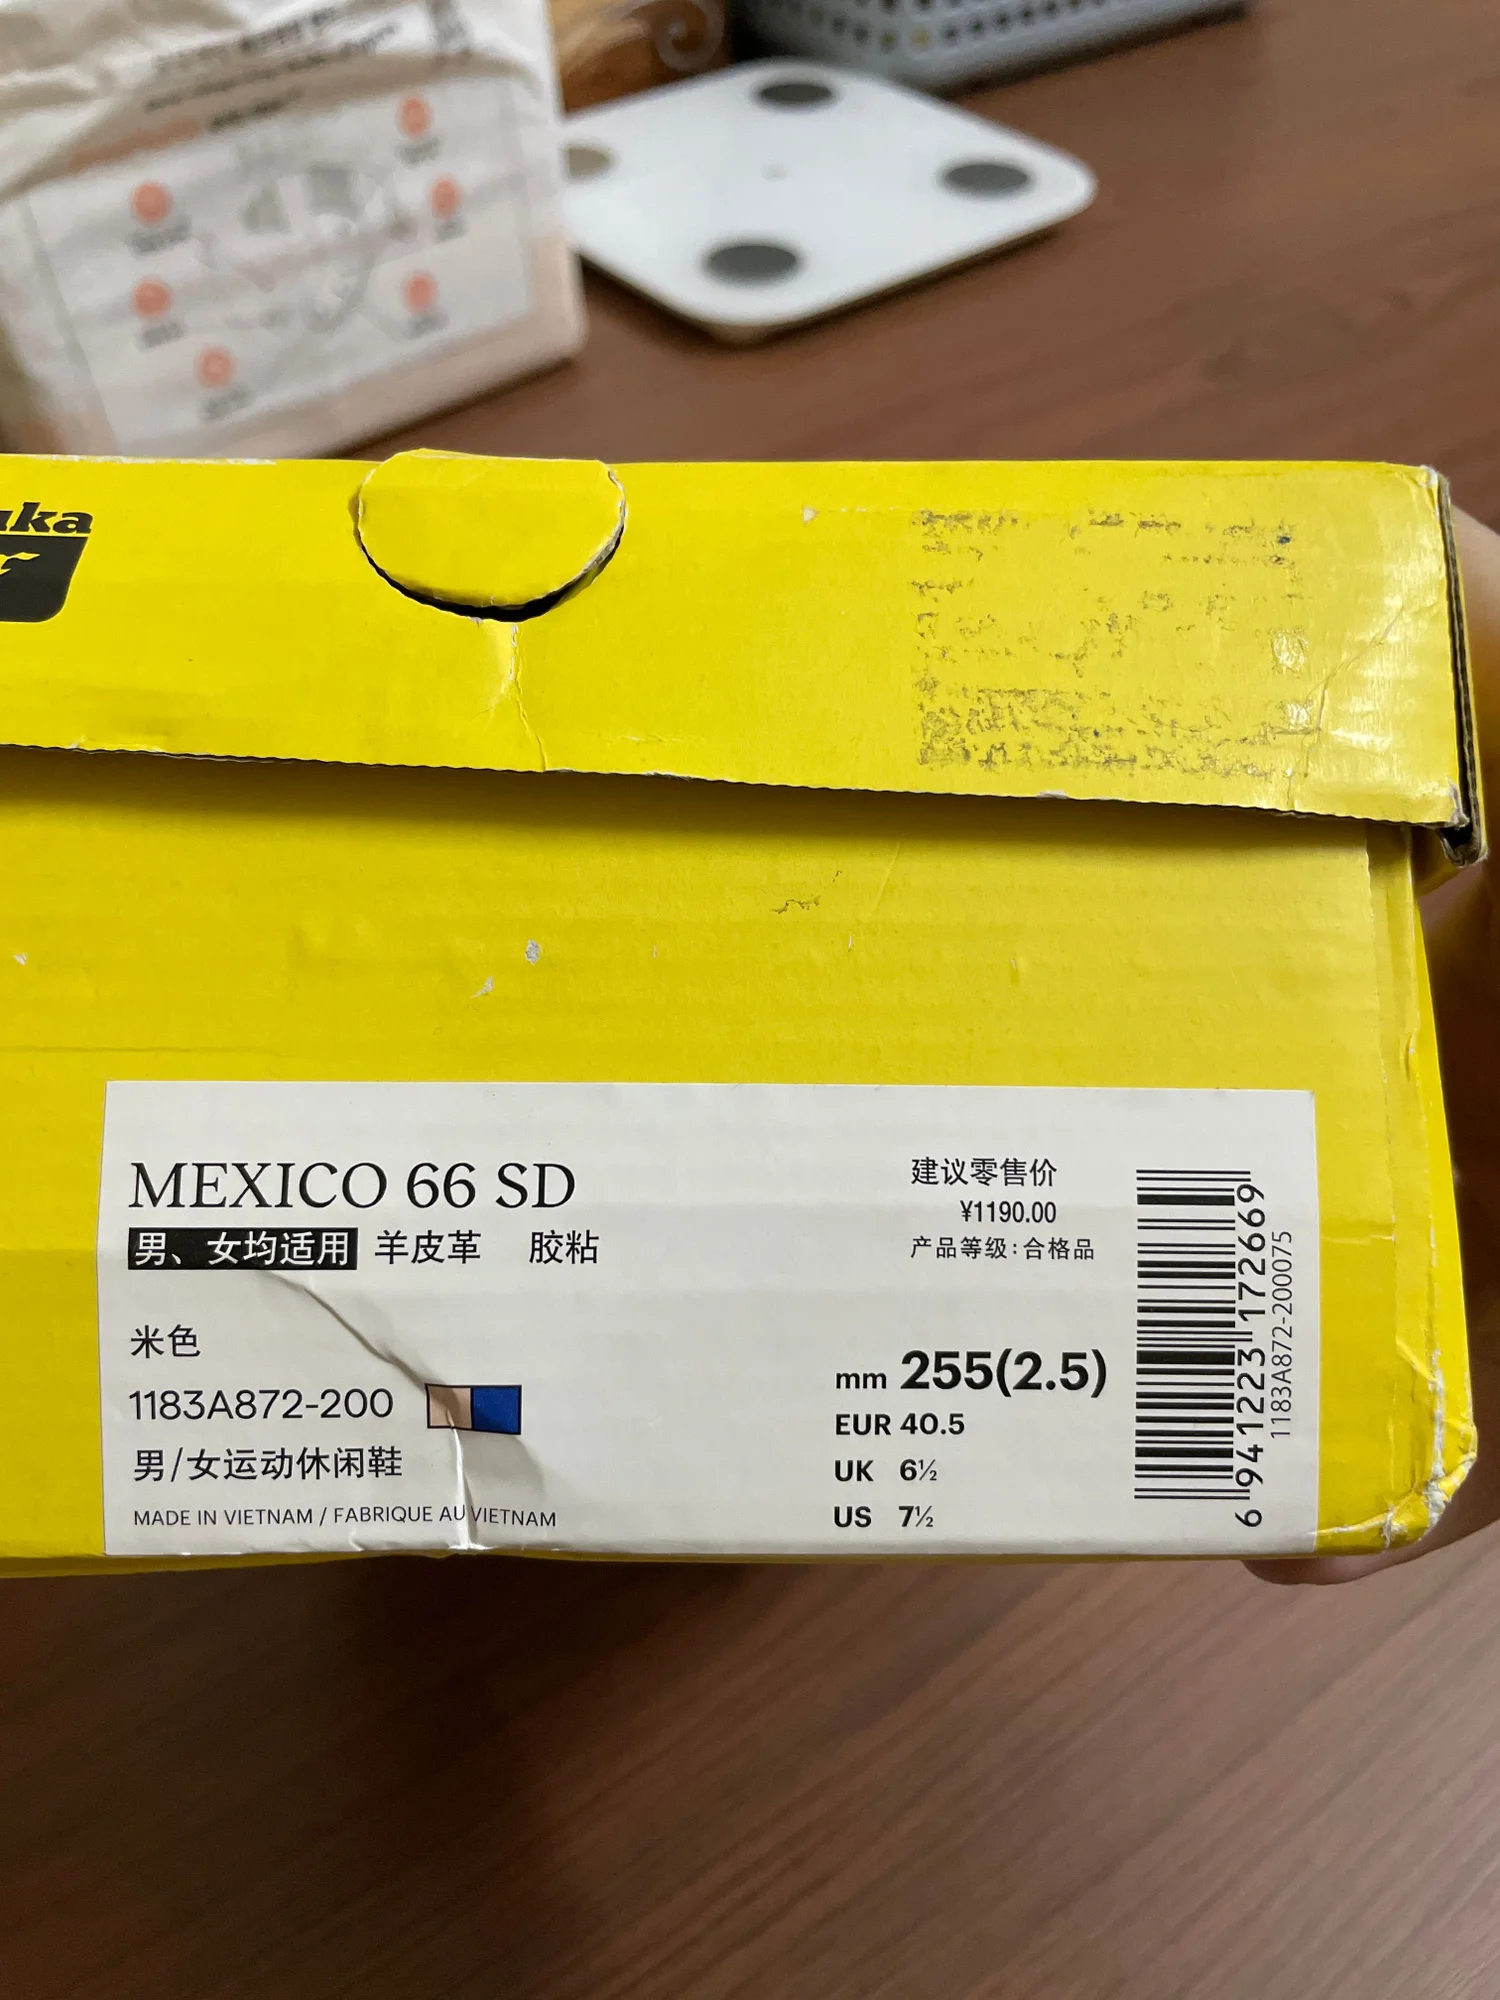 MEXICO 66 SD
男、女均适用 羊皮革 胶粘
米色
1183A872-200
男/女运动休闲鞋
MADE IN VIETNAM / FABRIQUE AU VIETNAM
建议零售价
¥1190.00
产品等级:合格品
mm 255(2.5)
EUR 40.5
UK 6½
US 7½
6 941223 172669
1183A872-200075